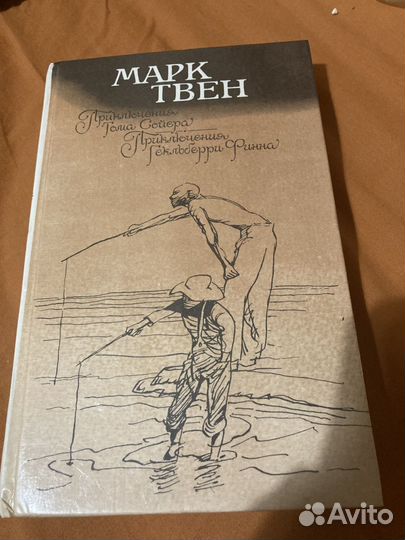 МАРК
ТВЕН
Приключения
Тома Сойера
Приключения
Гекльберри Финна
Avito